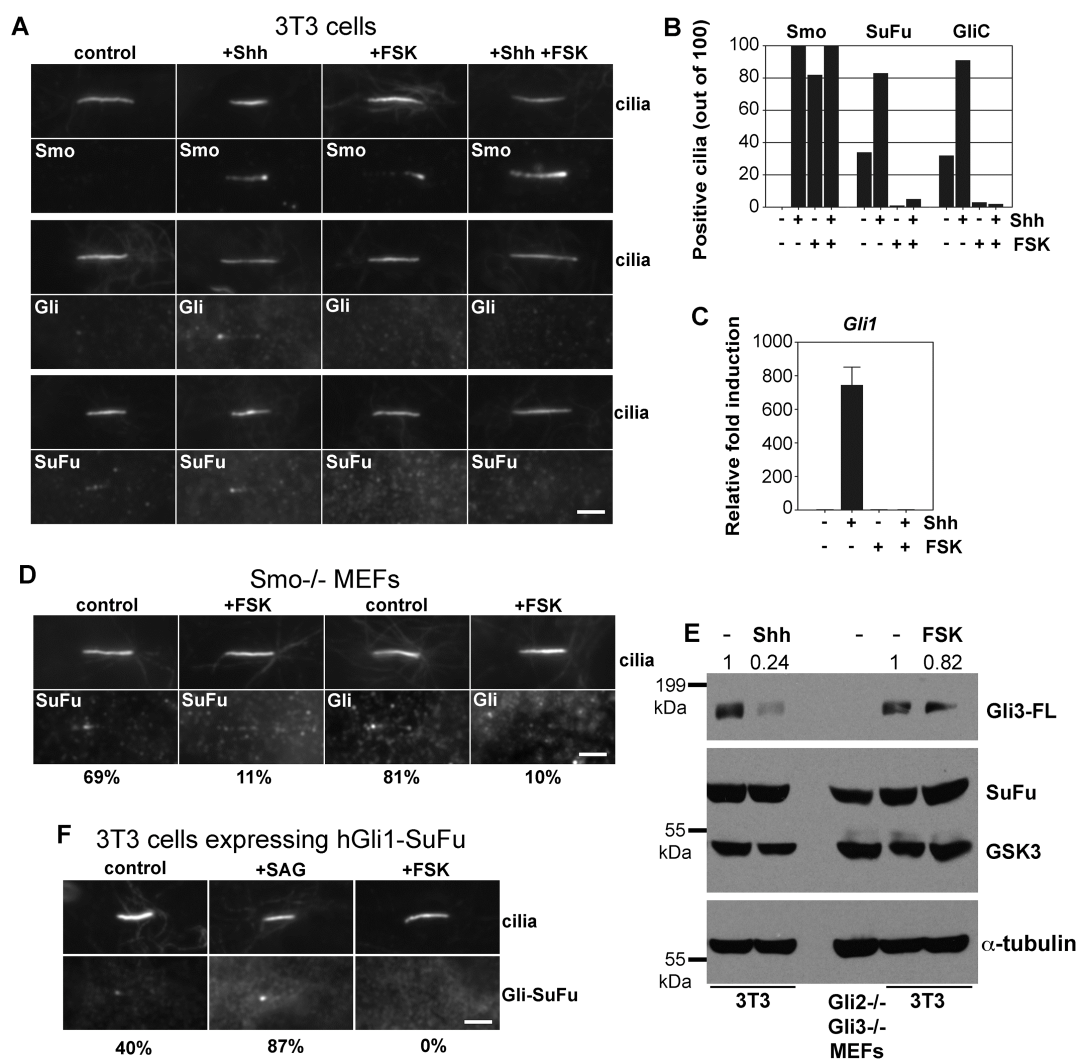 A
3T3 cells
control +Shh +FSK +Shh +FSK
cilia
Smo Smo Smo Smo
cilia
Gli Gli Gli Gli
cilia
SuFu SuFu SuFu SuFu
B
Smo SuFu GliC
Positive cilia (out of 100)
100
80
60
40
20
0
- + - + - + - + - + - + Shh
- - + + - - + + - - + + FSK
C
Gli1
Relative fold induction
1000
800
600
400
200
0
- + - + Shh
- - + + FSK
D
Smo-/- MEFs
control +FSK control +FSK
cilia
SuFu SuFu Gli Gli
69% 11% 81% 10%
E
- Shh - - FSK
1 0.24 1 0.82
199
kDa
Gli3-FL
SuFu
55
kDa
GSK3
α-tubulin
55
kDa
3T3 Gli2-/- 3T3
Gli3-/-
MEFs
F
3T3 cells expressing hGli1-SuFu
control +SAG +FSK
cilia
Gli-SuFu
40% 87% 0%